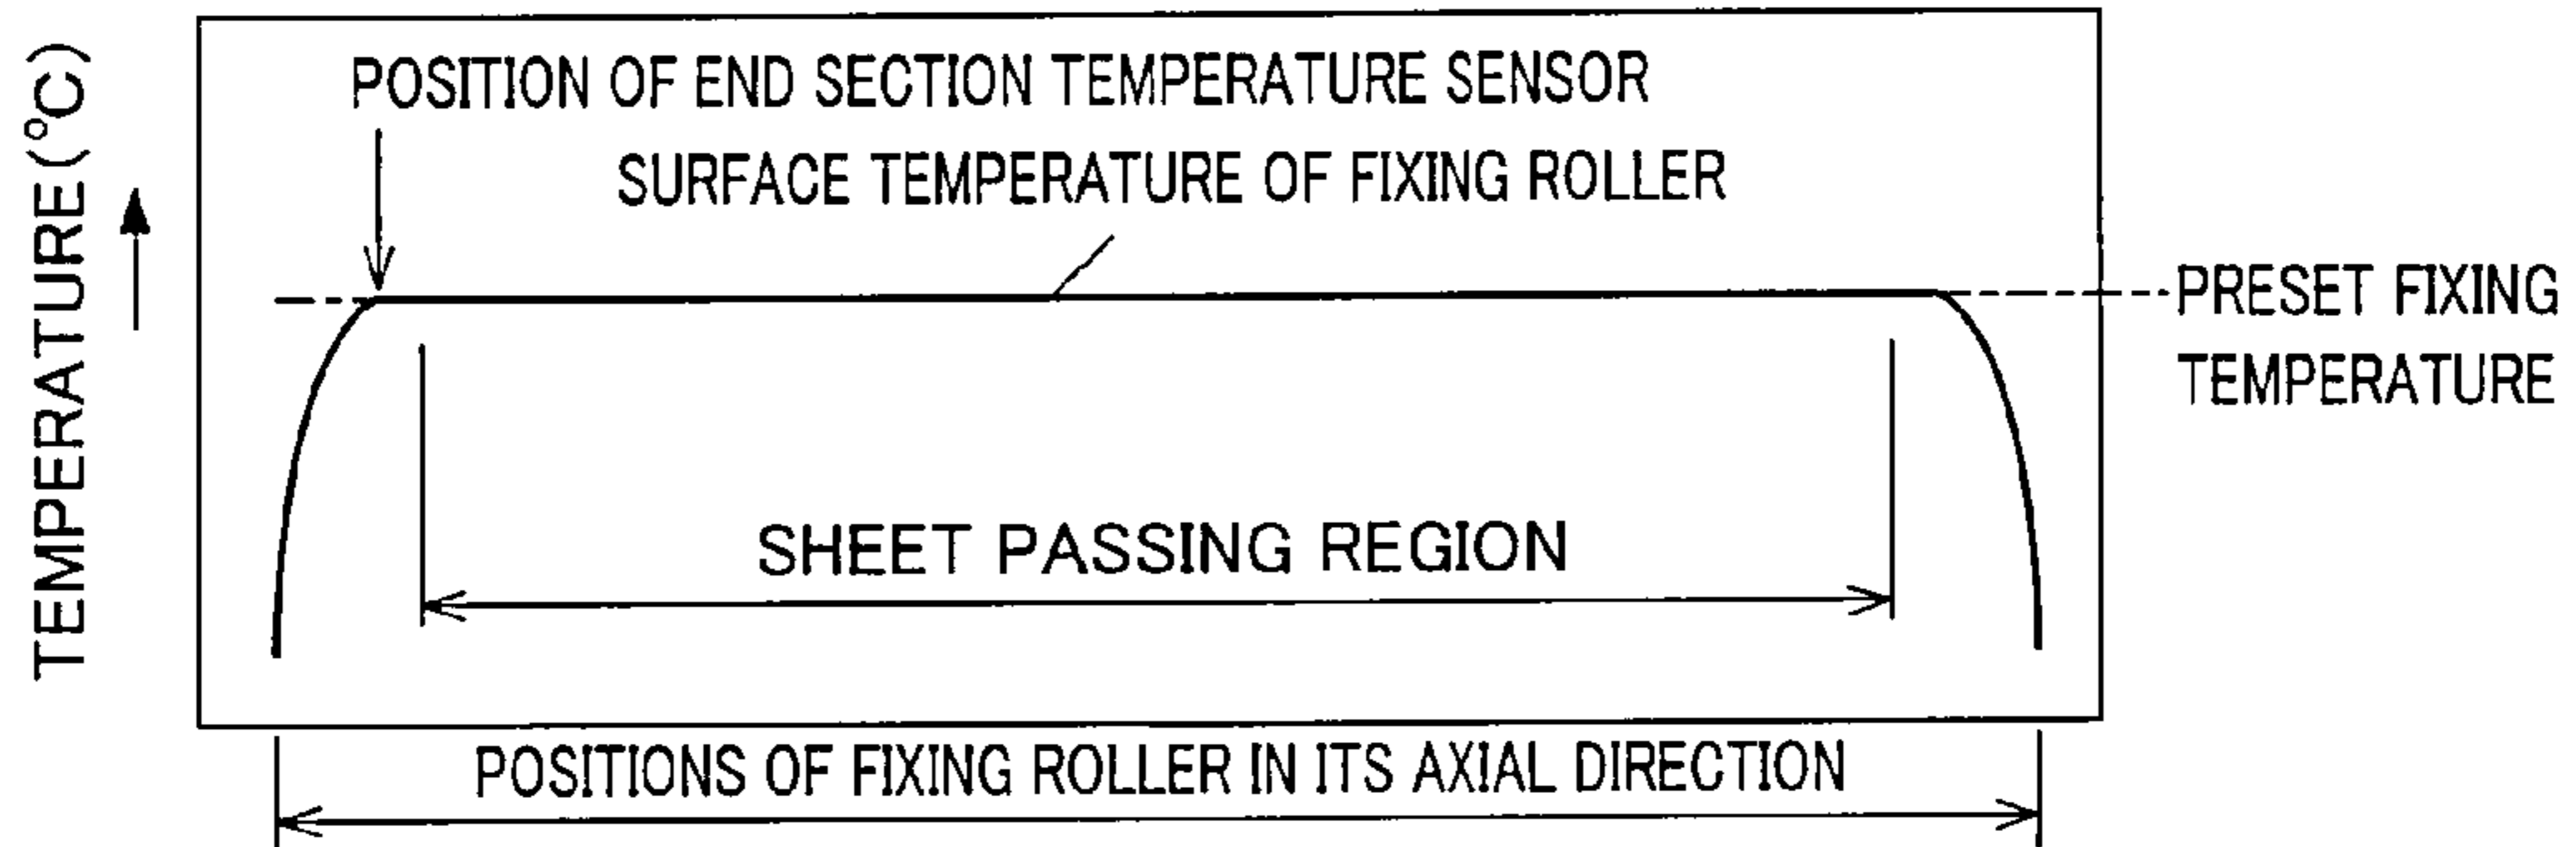 TEMPERATURE(°C)
POSITION OF END SECTION TEMPERATURE SENSOR
SURFACE TEMPERATURE OF FIXING ROLLER
PRESET FIXING
TEMPERATURE
SHEET PASSING REGION
POSITIONS OF FIXING ROLLER IN ITS AXIAL DIRECTION